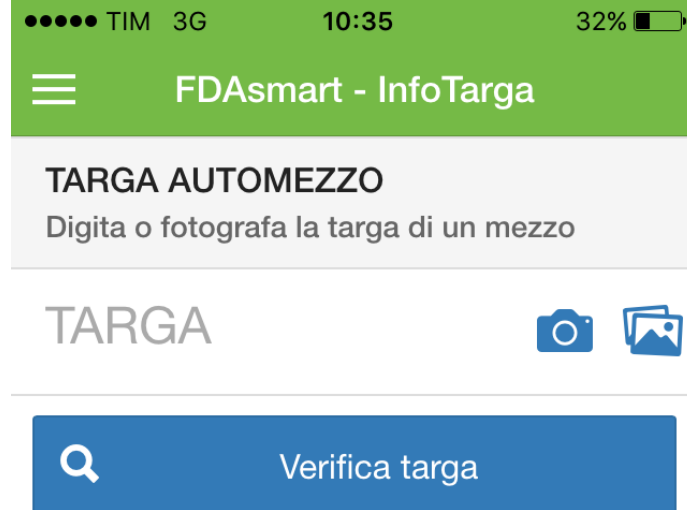 TIM 3G 10:35 32%
FDAsmart - InfoTarga
TARGA AUTOMEZZO
Digita o fotografa la targa di un mezzo
TARGA
Verifica targa